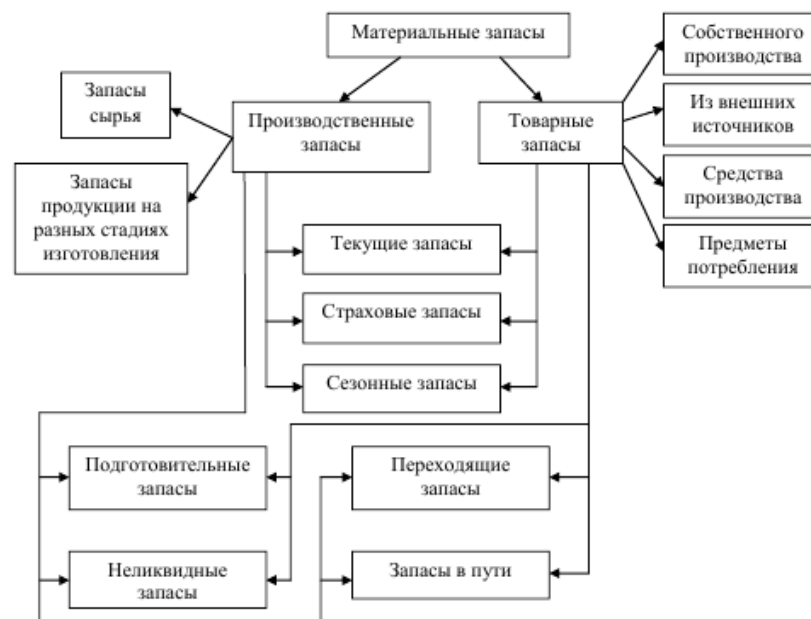 Материальные запасы
Собственного
производства
Запасы
сырья
Производственные
запасы
Товарные
запасы
Из внешних
источников
Запасы
продукции на
разных стадиях
изготовления
Средства
производства
Предметы
потребления
Текущие запасы
Страховые запасы
Сезонные запасы
Подготовительные
запасы
Переходящие
запасы
Неликвидные
запасы
Запасы в пути